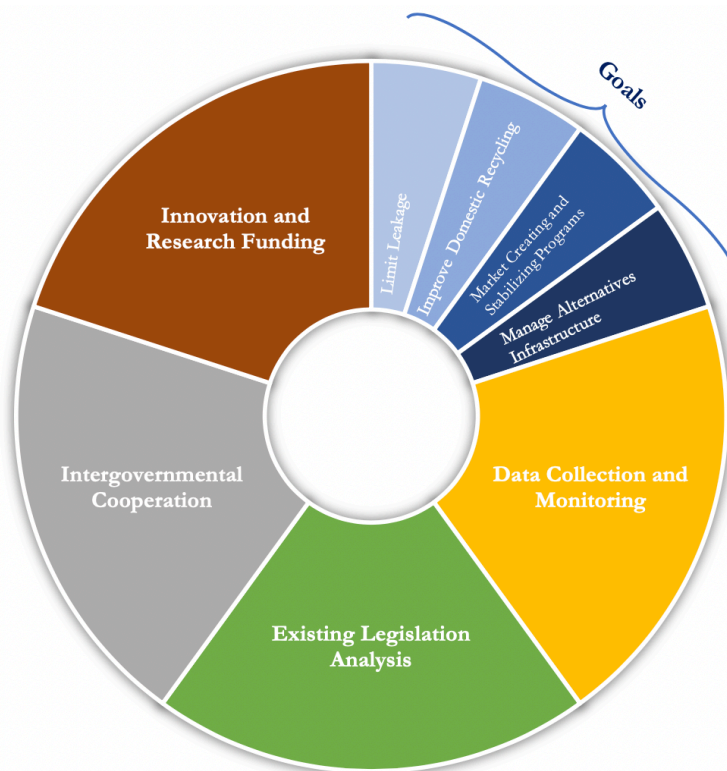 Goals
Limit Leakage
Improve Domestic Recycling
Market Creating and
Stabilizing Programs
Manage Alternatives
Infrastructure
Data Collection and
Monitoring
Existing Legislation
Analysis
Intergovernmental
Cooperation
Innovation and
Research Funding